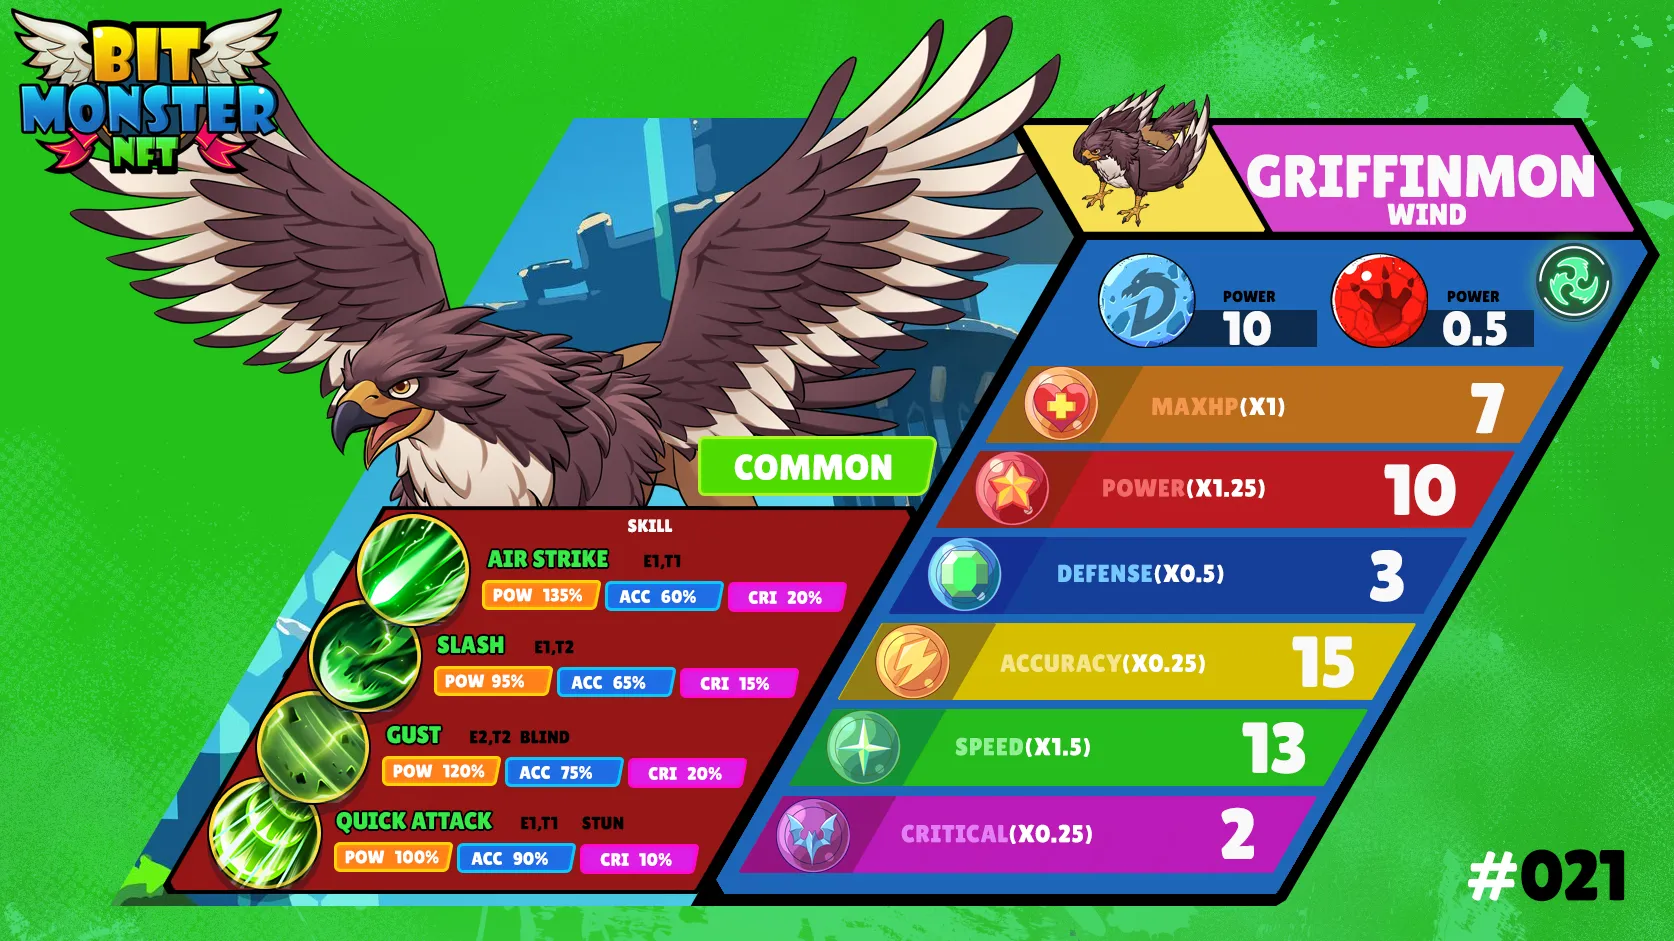 BIT
MONSTER
NFT
GRIFFINMON
WIND
POWER
10
POWER
0.5
MAXHP(X1) 7
POWER(X1.25) 10
DEFENSE(X0.5) 3
ACCURACY(X0.25) 15
SPEED(X1.5) 13
CRITICAL(X0.25) 2
COMMON
SKILL
AIR STRIKE E1,T1
POW 135% ACC 60% CRI 20%
SLASH E1,T2
POW 95% ACC 65% CRI 15%
GUST E2,T2 BLIND
POW 120% ACC 75% CRI 20%
QUICK ATTACK E1,T1 STUN
POW 100% ACC 90% CRI 10%
#021